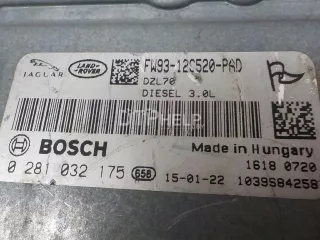 JAGUAR
LAND-ROVER
FW93-12C520-PAD
DZL70
DIESEL 3.0L
BOSCH
Made in Hungary
1618 0720
0 281 032 175 658 15-01-22 1039S84258